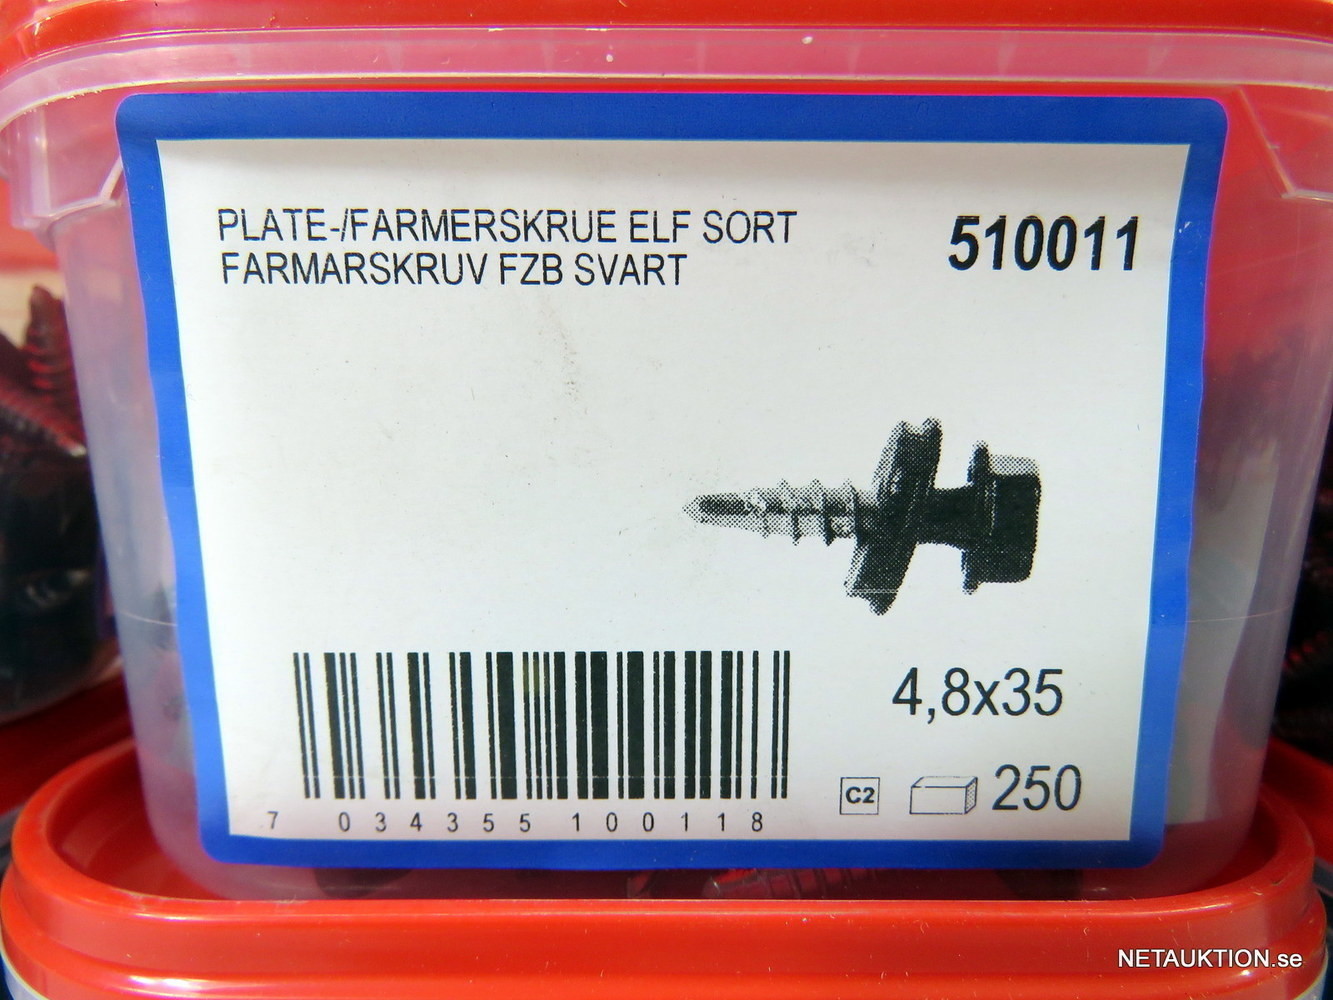 PLATE-/FARMERSKRUE ELF SORT
FARMARSKRUV FZB SVART
510011
4,8x35
C2 250
7 034355 100118
NETAUKTION.se